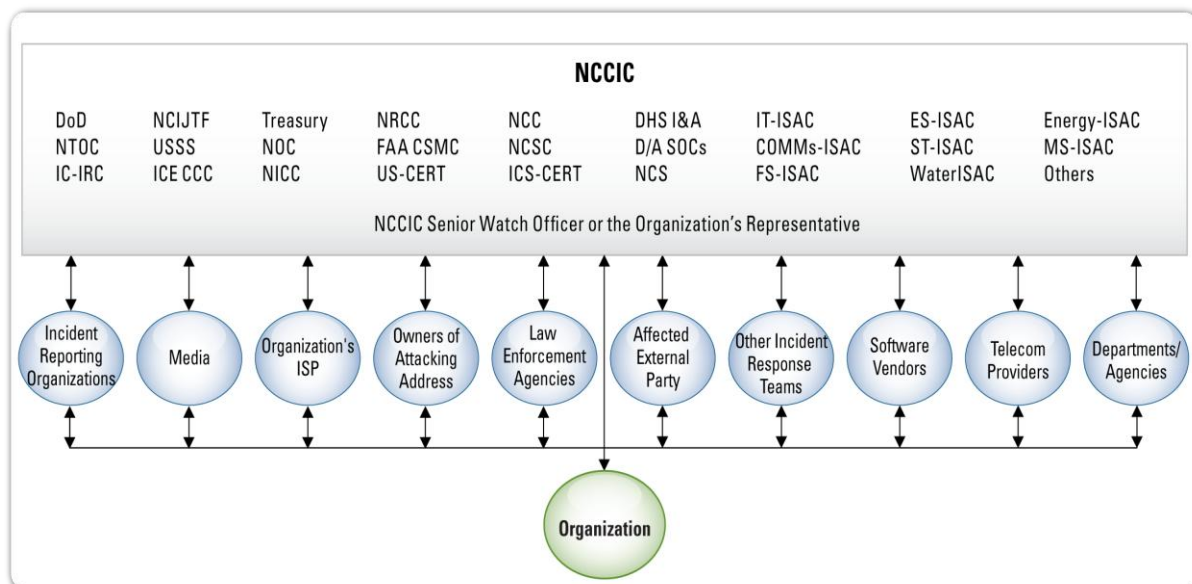 NCCIC
DoD NCIJTF Treasury NRCC NCC DHS I&A IT-ISAC ES-ISAC Energy-ISAC
NTOC USSS NOC FAA CSMC NCSC D/A SOCs COMMs-ISAC ST-ISAC MS-ISAC
IC-IRC ICE CCC NICC US-CERT ICS-CERT NCS FS-ISAC WaterISAC Others
NCCIC Senior Watch Officer or the Organization's Representative
Incident
Reporting
Organizations
Media
Organization's
ISP
Owners of
Attacking
Address
Law
Enforcement
Agencies
Affected
External
Party
Other Incident
Response
Teams
Software
Vendors
Telecom
Providers
Departments/
Agencies
Organization